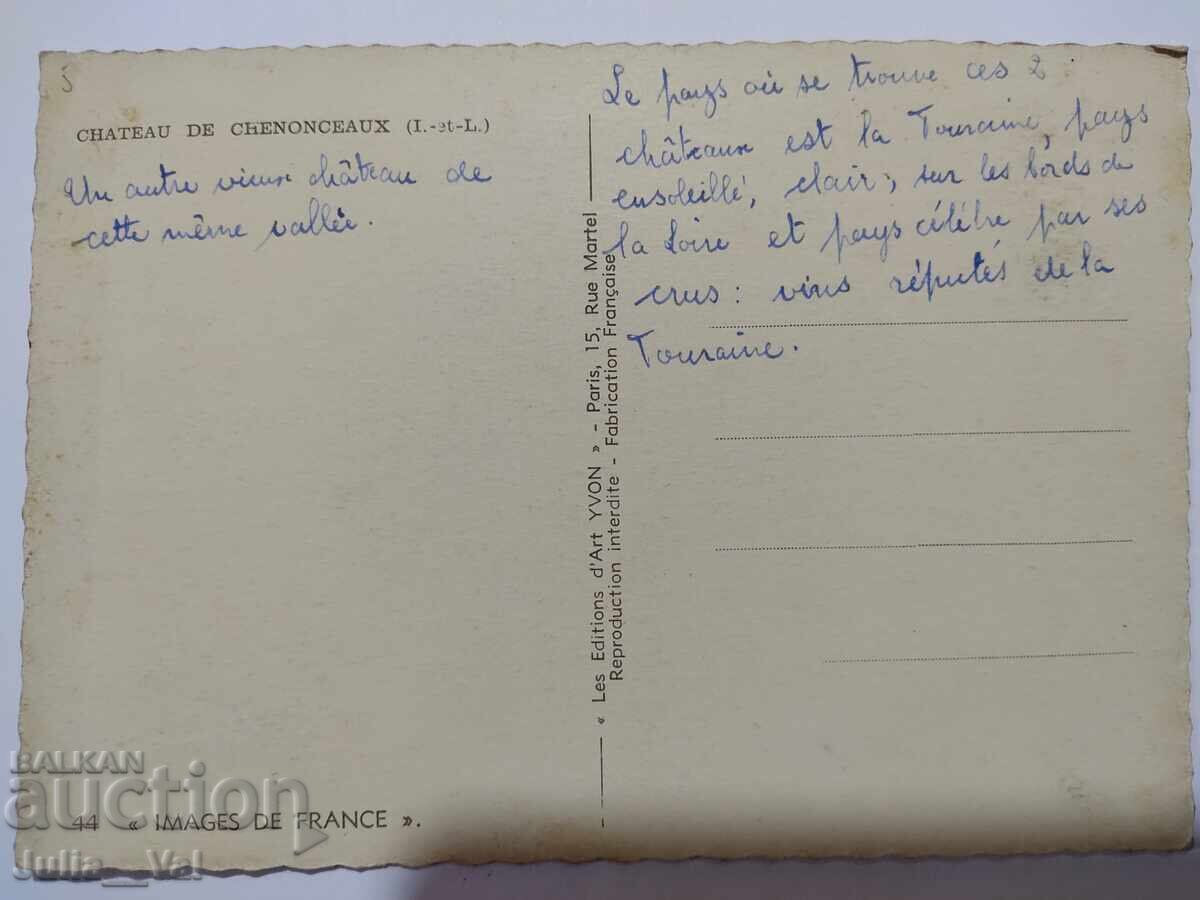 5
CHATEAU DE CHENONCEAUX (I.-et-L.)
Un autre vieux château de
cette même vallée.
Le pays où se trouve ces 2
châteaux est la Touraine, pays
ensoleillé, clair, sur les bords de
la Loire et pays célèbre par ses
crus : vins réputés de la
Touraine.
« Les Editions d'Art YVON » - Paris, 15, Rue Martel
Reproduction interdite - Fabrication Française
44 « IMAGES DE FRANCE ».
BALKAN
auction
Julia__Val